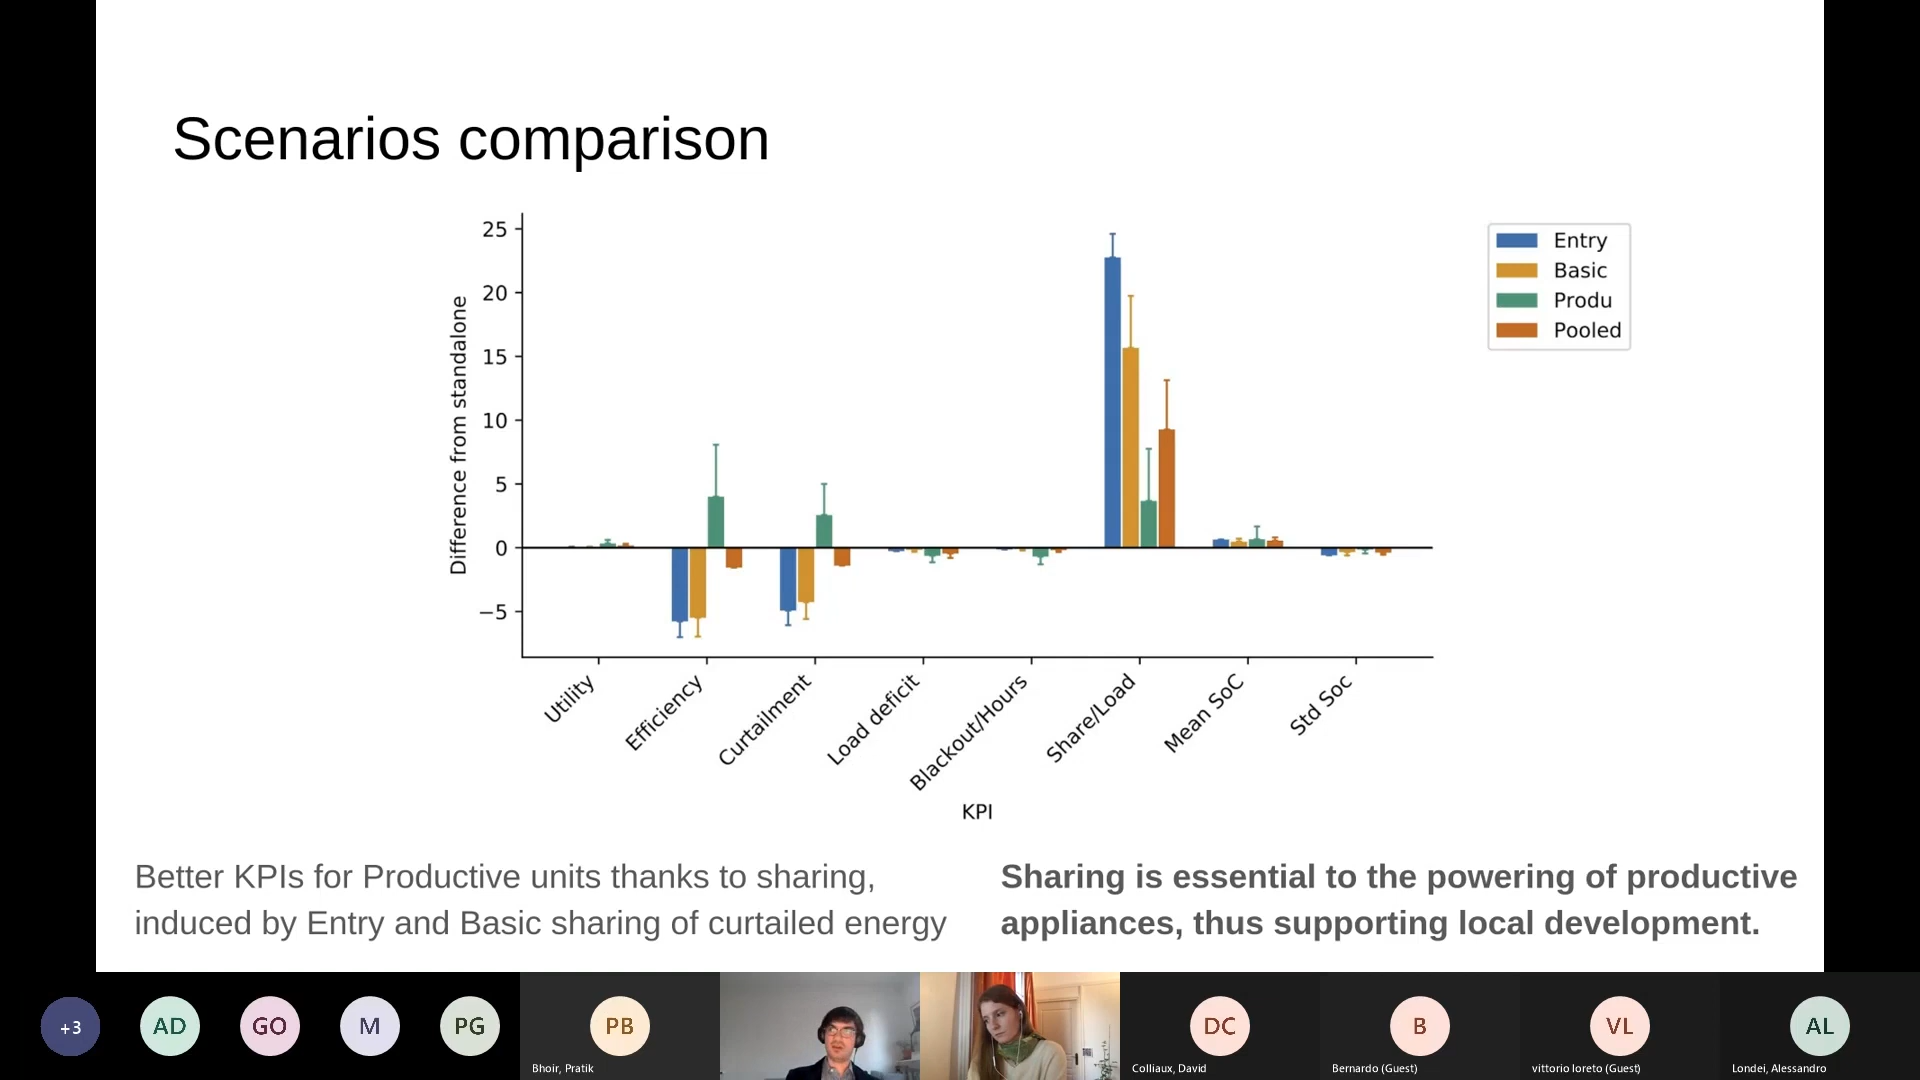 Scenarios comparison
25
20
15
10
5
0
−5
Difference from standalone
Entry
Basic
Produ
Pooled
Utility
Efficiency
Curtailment
Load deficit
Blackout/Hours
Share/Load
Mean SoC
Std Soc
KPI
Better KPIs for Productive units thanks to sharing,
induced by Entry and Basic sharing of curtailed energy
Sharing is essential to the powering of productive
appliances, thus supporting local development.
+3
AD
GO
M
PG
PB
Bhoir, Pratik
DC
Colliaux, David
B
Bernardo (Guest)
VL
vittorio loreto (Guest)
AL
Londei, Alessandro